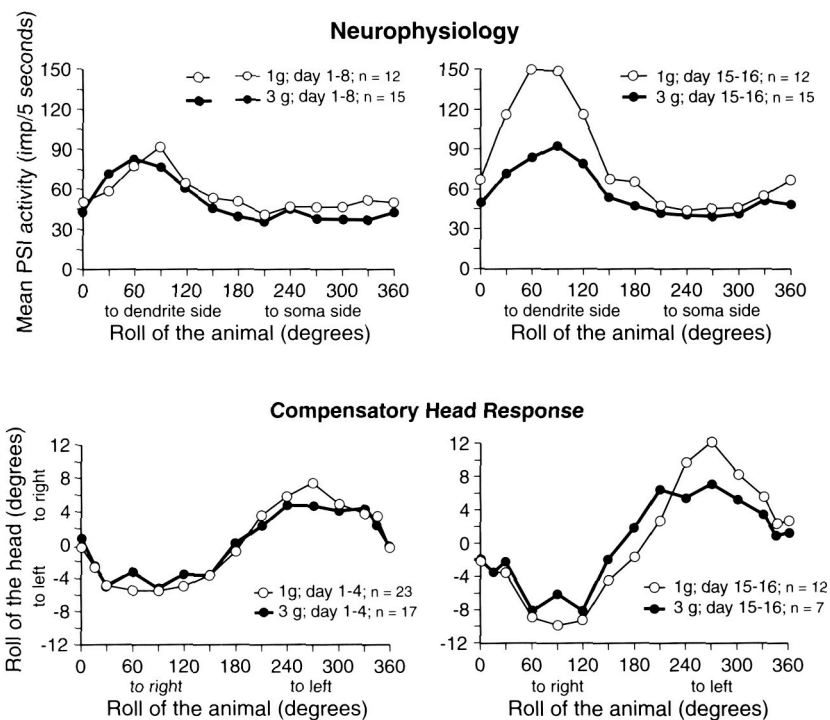 Neurophysiology
Mean PSI activity (imp/5 seconds)
150
120
90
60
30
0
1g; day 1-8; n = 12
3 g; day 1-8; n = 15
0 60 120 180 240 300 360
to dendrite side to soma side
Roll of the animal (degrees)
150
120
90
60
30
0
1g; day 15-16; n = 12
3 g; day 15-16; n = 15
0 60 120 180 240 300 360
to dendrite side to soma side
Roll of the animal (degrees)
Compensatory Head Response
Roll of the head (degrees)
to left to right
12
8
4
0
-4
-8
-12
1g; day 1-4; n = 23
3 g; day 1-4; n = 17
0 60 120 180 240 300 360
to right to left
Roll of the animal (degrees)
12
8
4
0
-4
-8
-12
1g; day 15-16; n = 12
3 g; day 15-16; n = 7
0 60 120 180 240 300 360
to right to left
Roll of the animal (degrees)